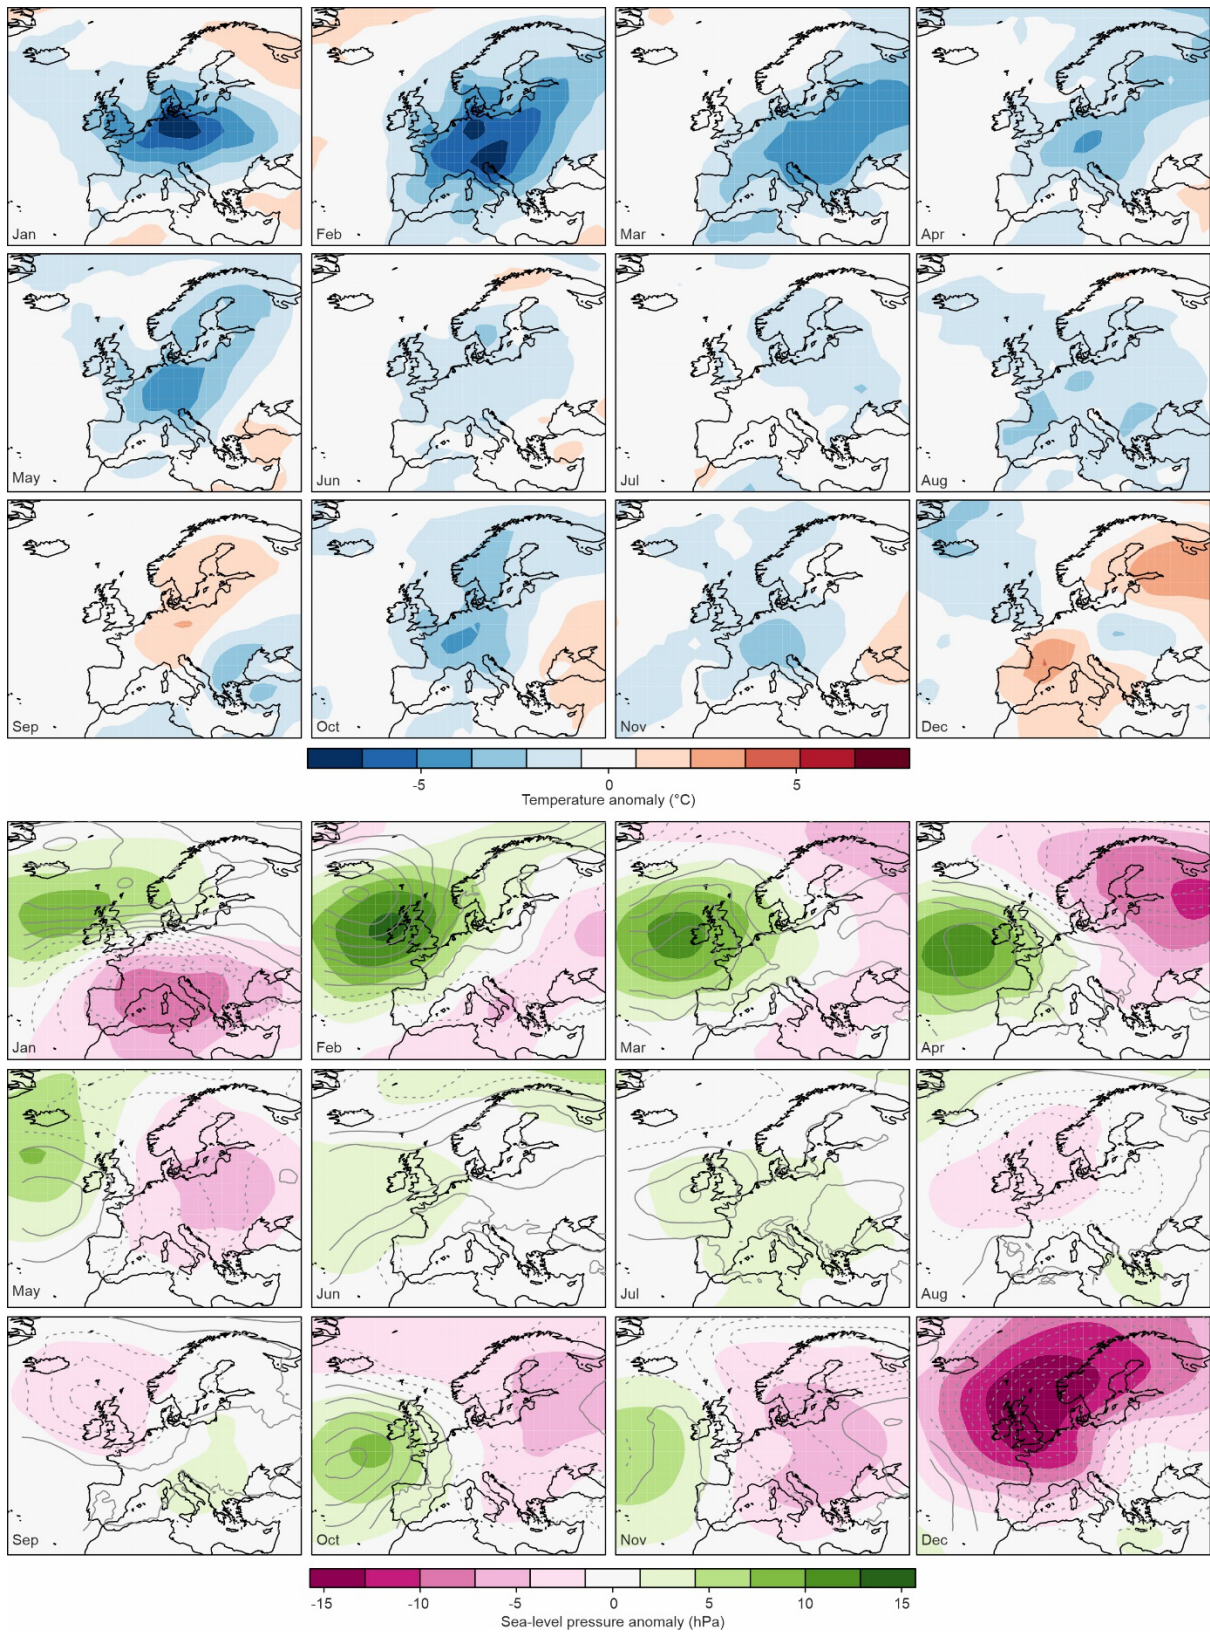 Jan Feb Mar Apr
May Jun Jul Aug
Sep Oct Nov Dec
-5 0 5
Temperature anomaly (°C)
Jan Feb Mar Apr
May Jun Jul Aug
Sep Oct Nov Dec
-15 -10 -5 0 5 10 15
Sea-level pressure anomaly (hPa)